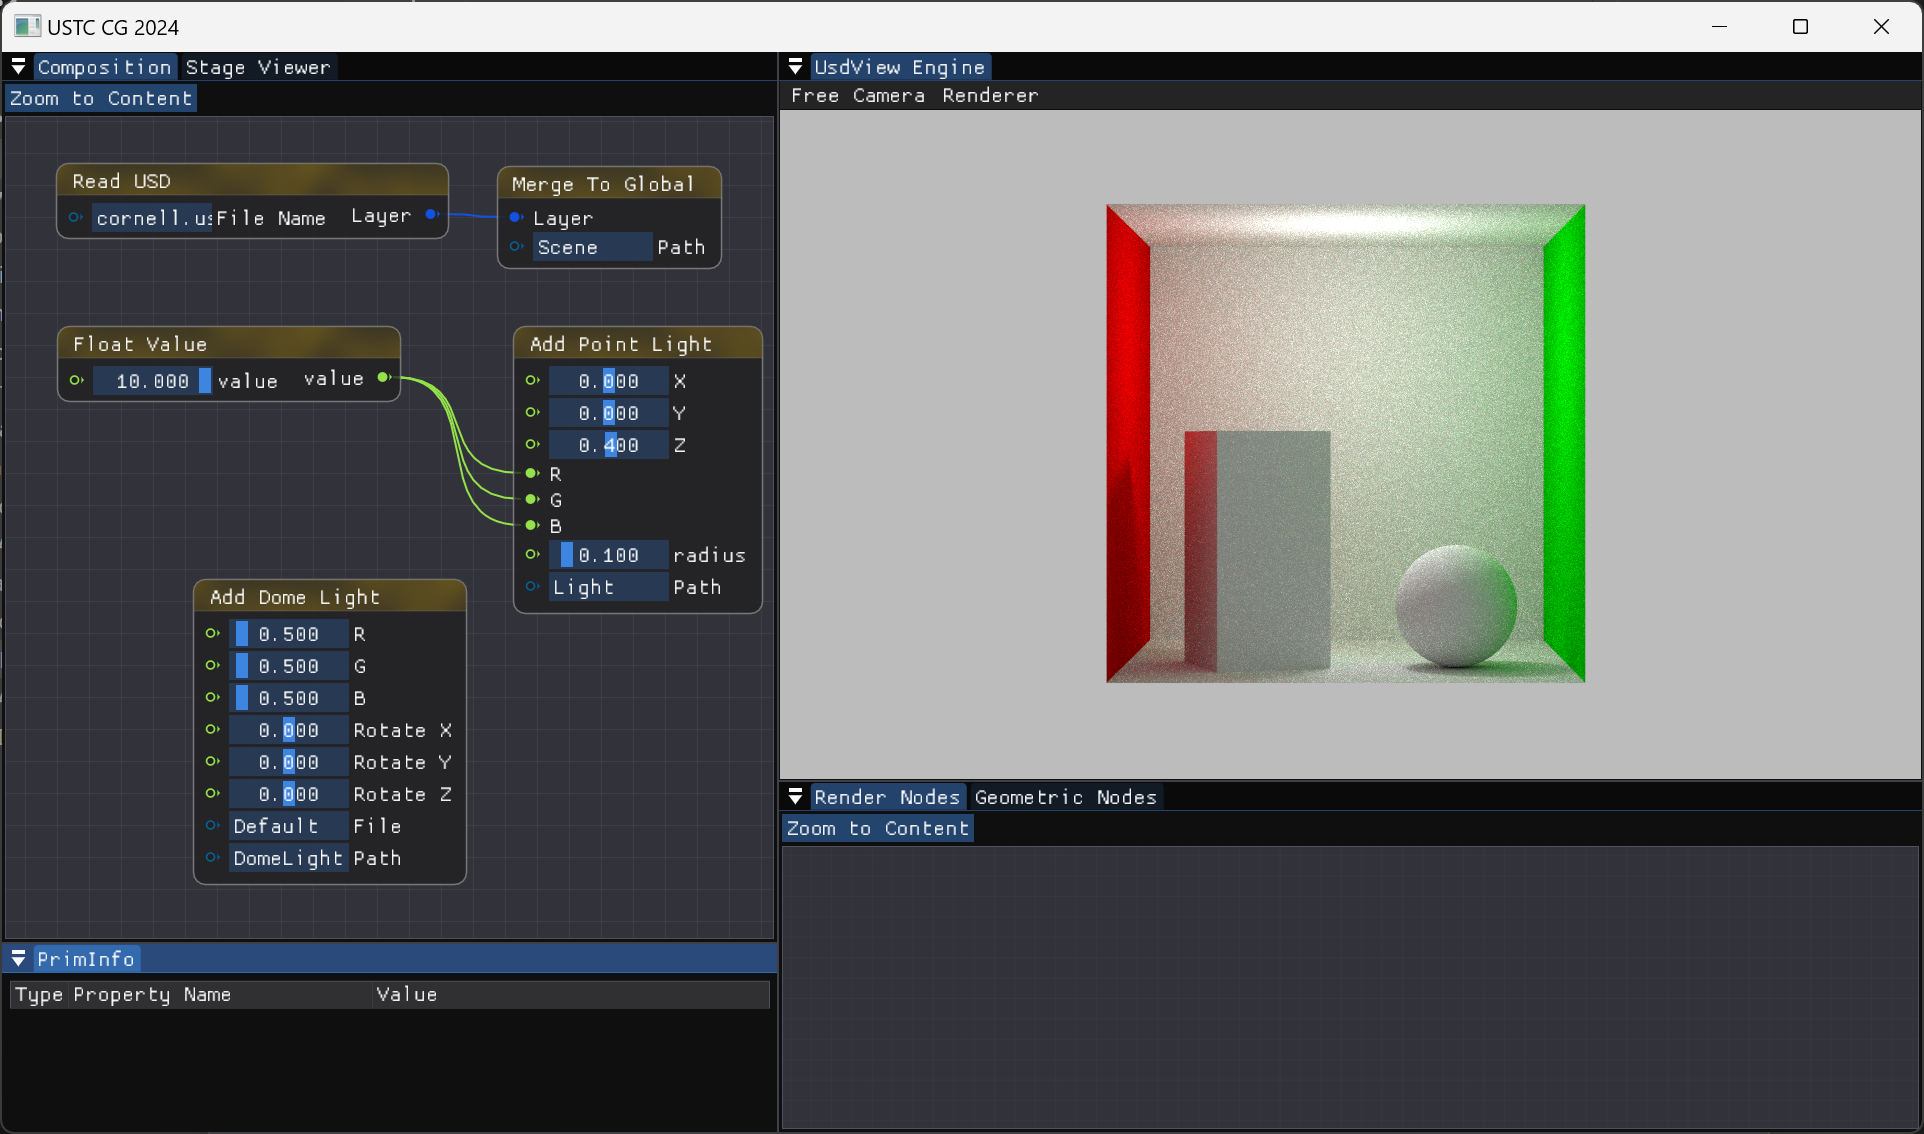 USTC CG 2024
Composition Stage Viewer
Zoom to Content
Read USD
cornell.us File Name Layer
Merge To Global
Layer
Scene Path
Float Value
10.000 value value
Add Point Light
0.000 X
0.000 Y
0.400 Z
R
G
B
0.100 radius
Light Path
Add Dome Light
0.500 R
0.500 G
0.500 B
0.000 Rotate X
0.000 Rotate Y
0.000 Rotate Z
Default File
DomeLight Path
PrimInfo
Type Property Name Value
UsdView Engine
Free Camera Renderer
Render Nodes Geometric Nodes
Zoom to Content